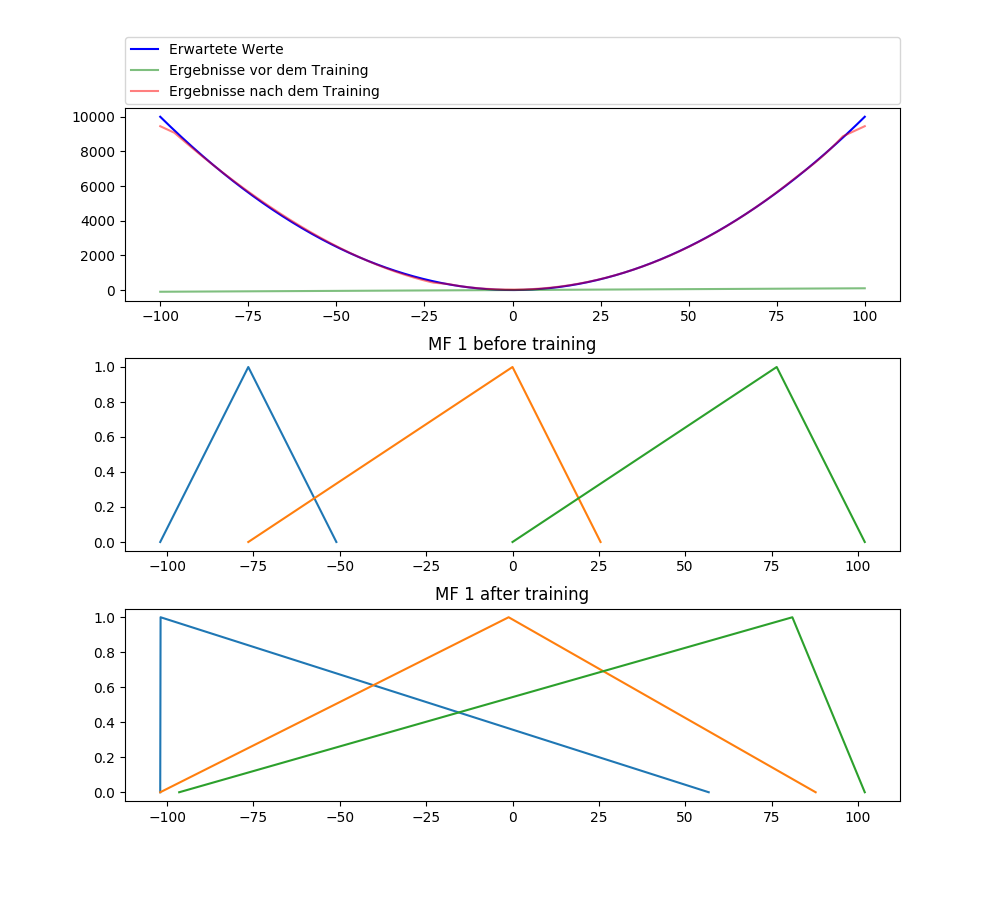 Erwartete Werte
Ergebnisse vor dem Training
Ergebnisse nach dem Training
10000
8000
6000
4000
2000
0
−100 −75 −50 −25 0 25 50 75 100
MF 1 before training
1.0
0.8
0.6
0.4
0.2
0.0
−100 −75 −50 −25 0 25 50 75 100
MF 1 after training
1.0
0.8
0.6
0.4
0.2
0.0
−100 −75 −50 −25 0 25 50 75 100